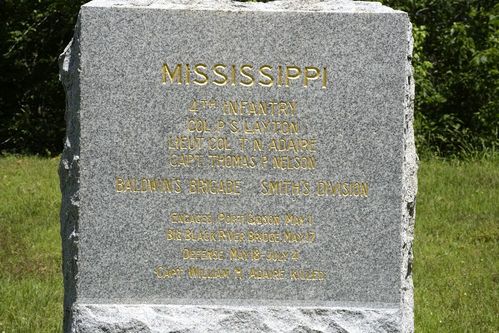 MISSISSIPPI
4TH INFANTRY
COL. P. S. LAYTON
LIEUT. COL. T. N. ADAIRE
CAPT. THOMAS P. NELSON
BALDWIN'S BRIGADE SMITH'S DIVISION
ENGAGED, PORT GIBSON, MAY 1
BIG BLACK RIVER BRIDGE, MAY 17
DEFENSE, MAY 18-JULY 4
CAPT. WILLIAM H. ADAIRE KILLED